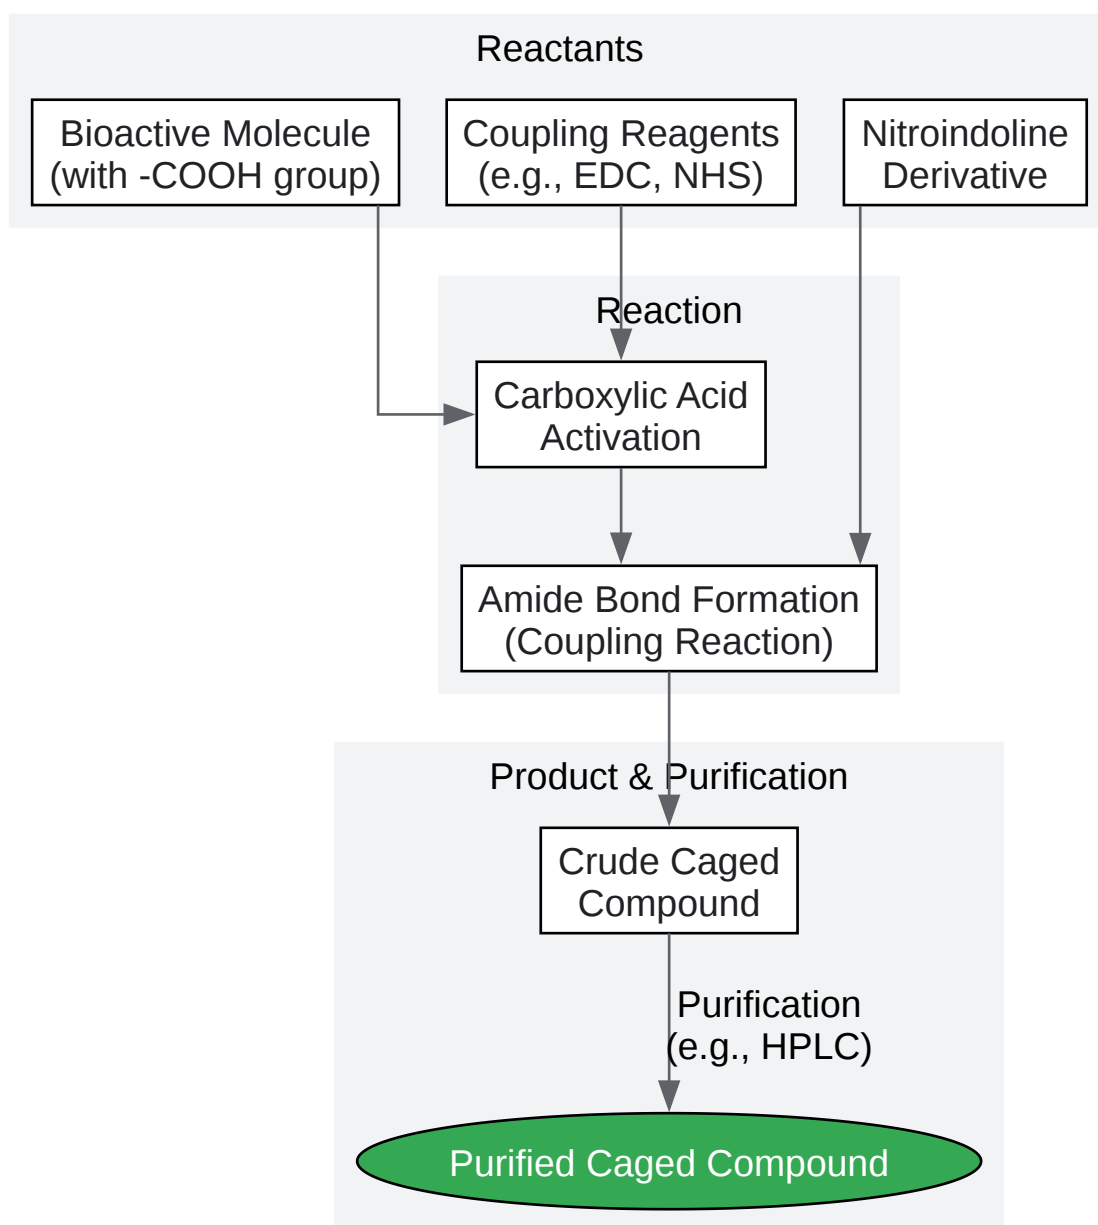 Reactants
Bioactive Molecule
(with -COOH group)
Coupling Reagents
(e.g., EDC, NHS)
Nitroindoline
Derivative
Reaction
Carboxylic Acid
Activation
Amide Bond Formation
(Coupling Reaction)
Product & Purification
Crude Caged
Compound
Purification
(e.g., HPLC)
Purified Caged Compound